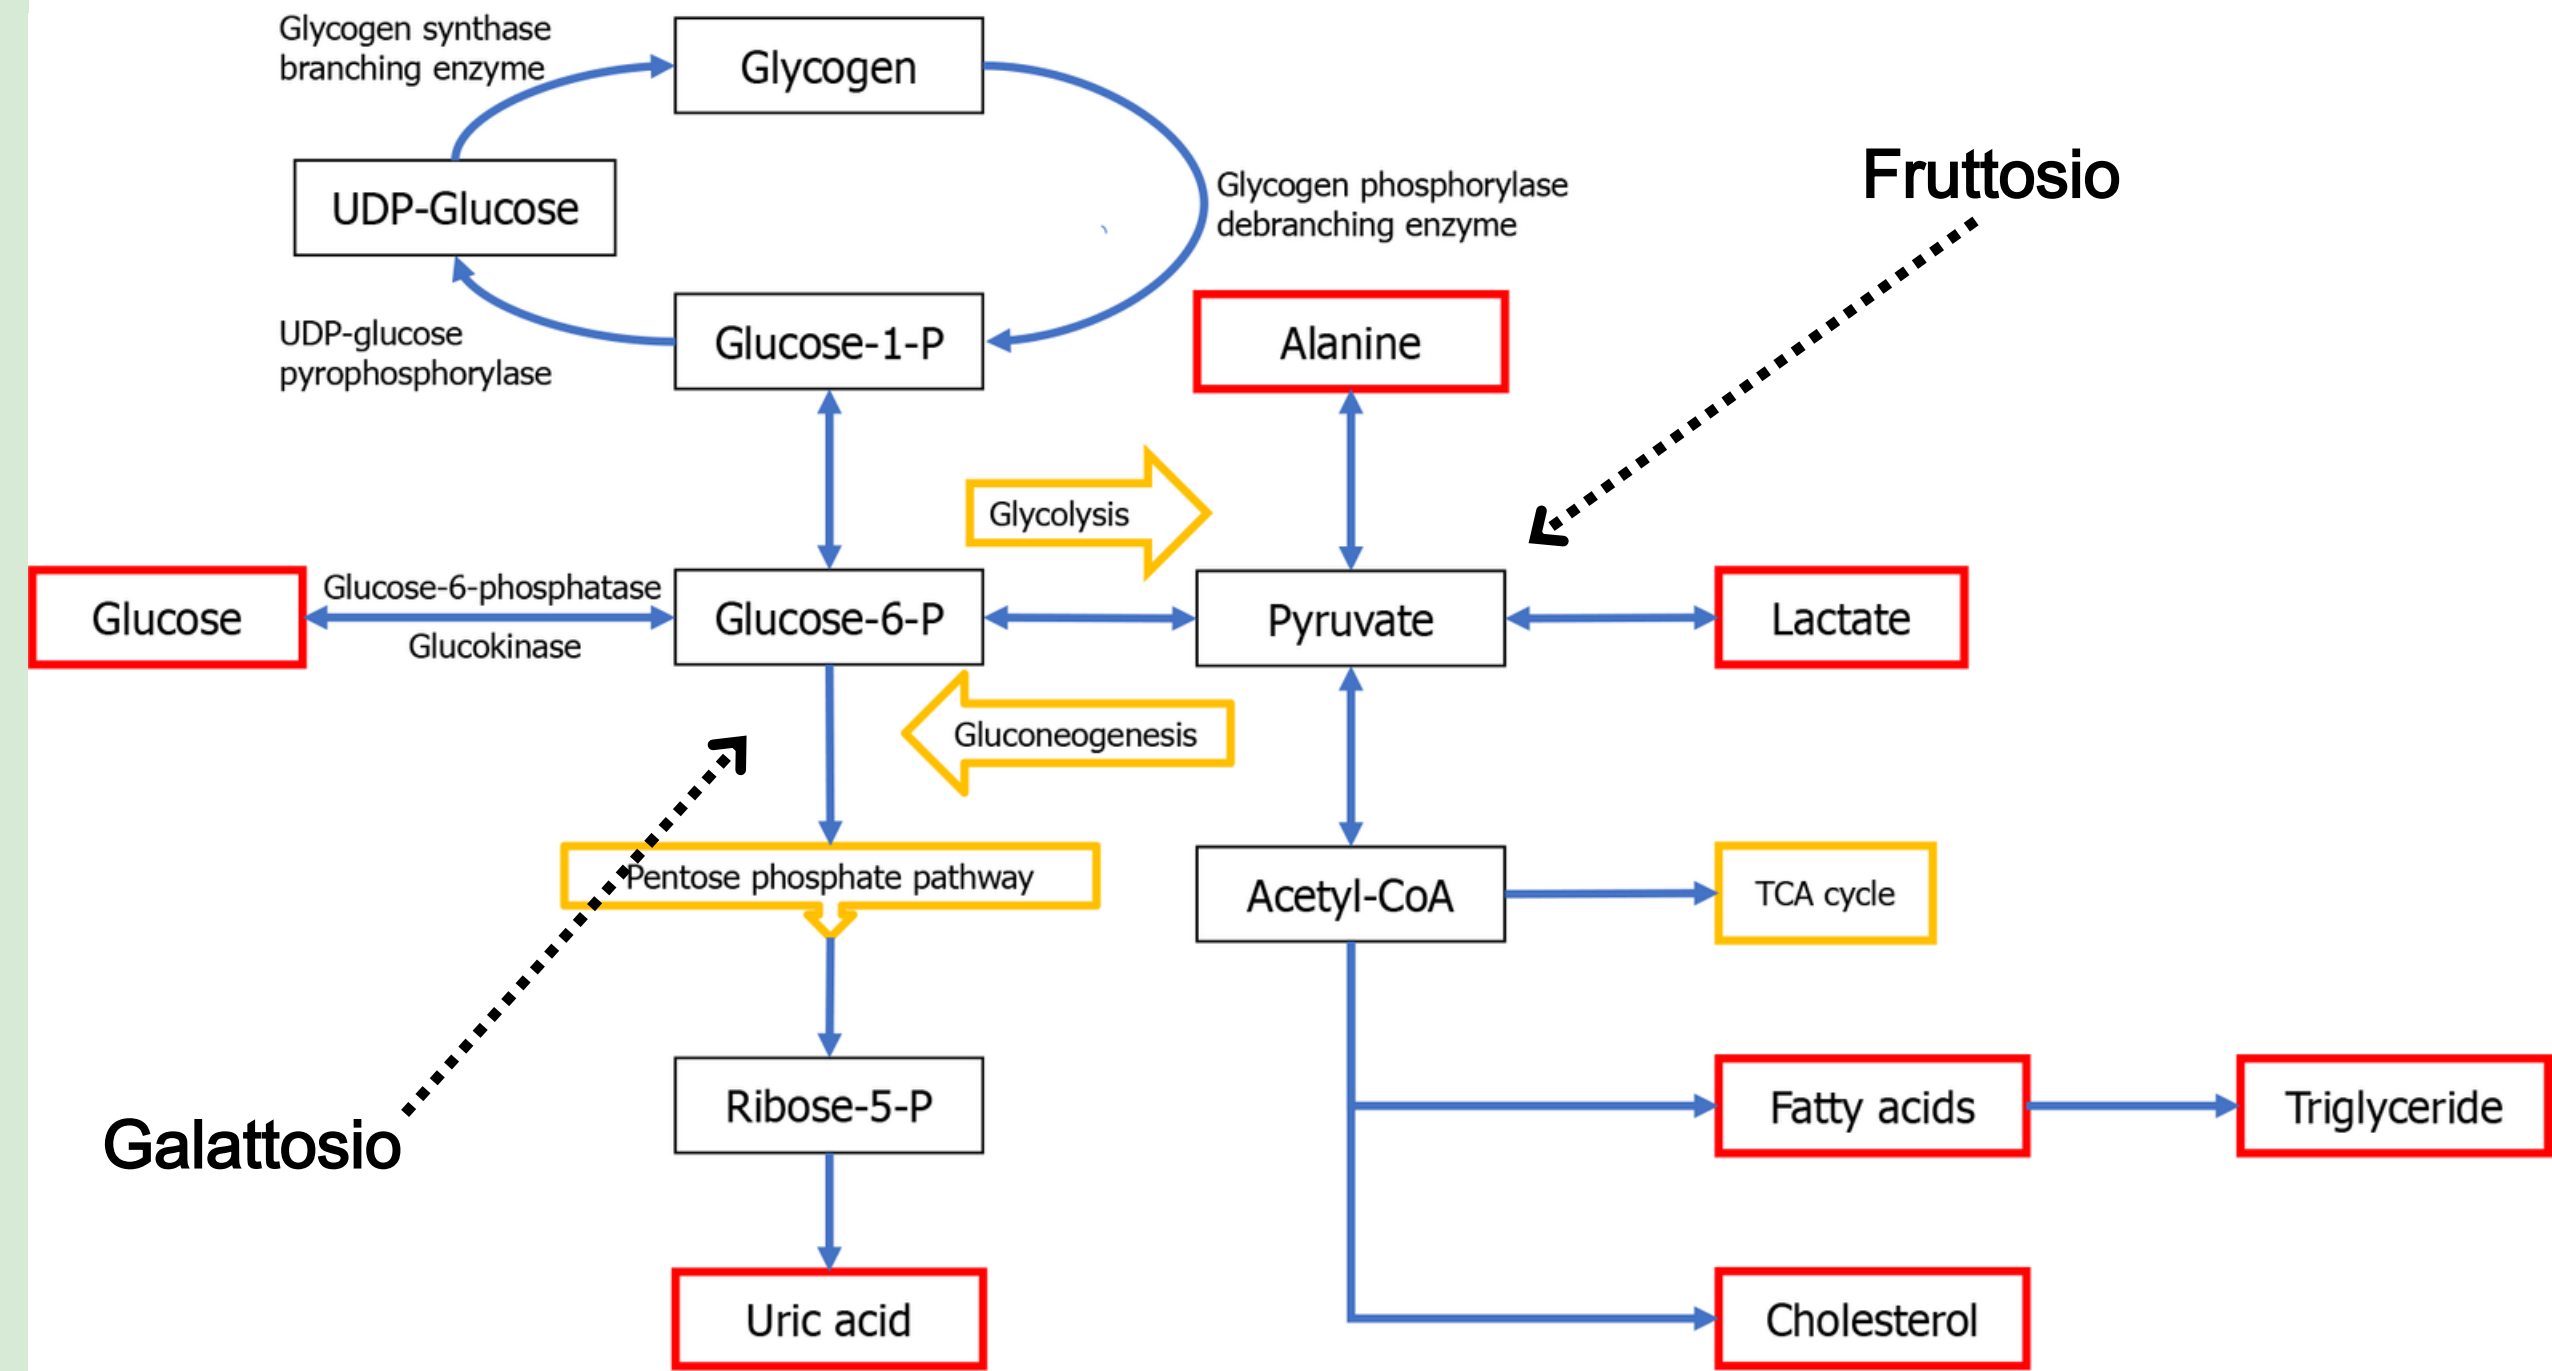 Glycogen synthase
branching enzyme
Glycogen
UDP-Glucose
Glycogen phosphorylase
debranching enzyme
Fruttosio
UDP-glucose
pyrophosphorylase
Glucose-1-P
Alanine
Glycolysis
Glucose
Glucose-6-phosphatase
Glucokinase
Glucose-6-P
Pyruvate
Lactate
Gluconeogenesis
Pentose phosphate pathway
Acetyl-CoA
TCA cycle
Galattosio
Ribose-5-P
Fatty acids
Triglyceride
Uric acid
Cholesterol